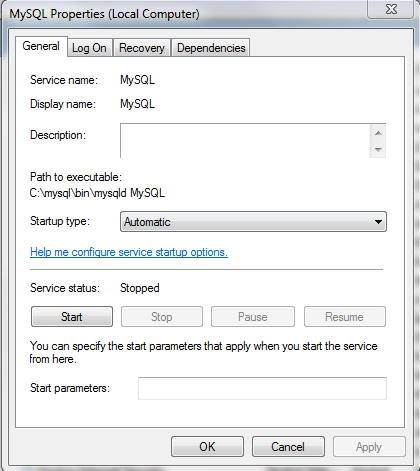 MySQL Properties (Local Computer)
General Log On Recovery Dependencies
Service name: MySQL
Display name: MySQL
Description:
Path to executable:
C:\mysql\bin\mysqld MySQL
Startup type: Automatic
Help me configure service startup options.
Service status: Stopped
Start Stop Pause Resume
You can specify the start parameters that apply when you start the service
from here.
Start parameters:
OK Cancel Apply